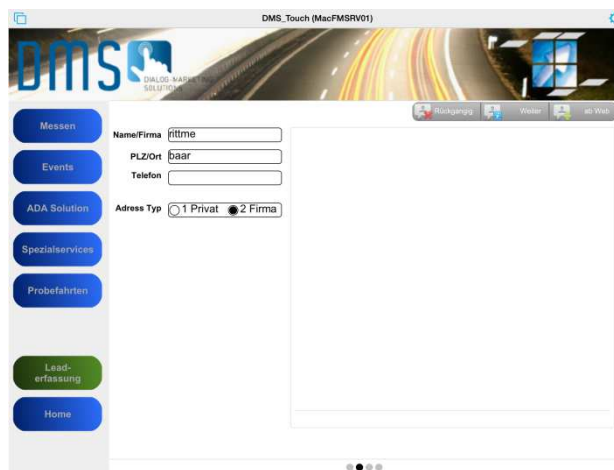 DMS_Touch (MacFMSRV01)
DMS
DIALOG-MARKETING
SOLUTIONS
Rückgängig
Weiter
ab Web
Messen
Events
ADA Solution
Spezialservices
Probefahrten
Lead-
erfassung
Home
Name/Firma rittme
PLZ/Ort baar
Telefon
Adress Typ 1 Privat 2 Firma